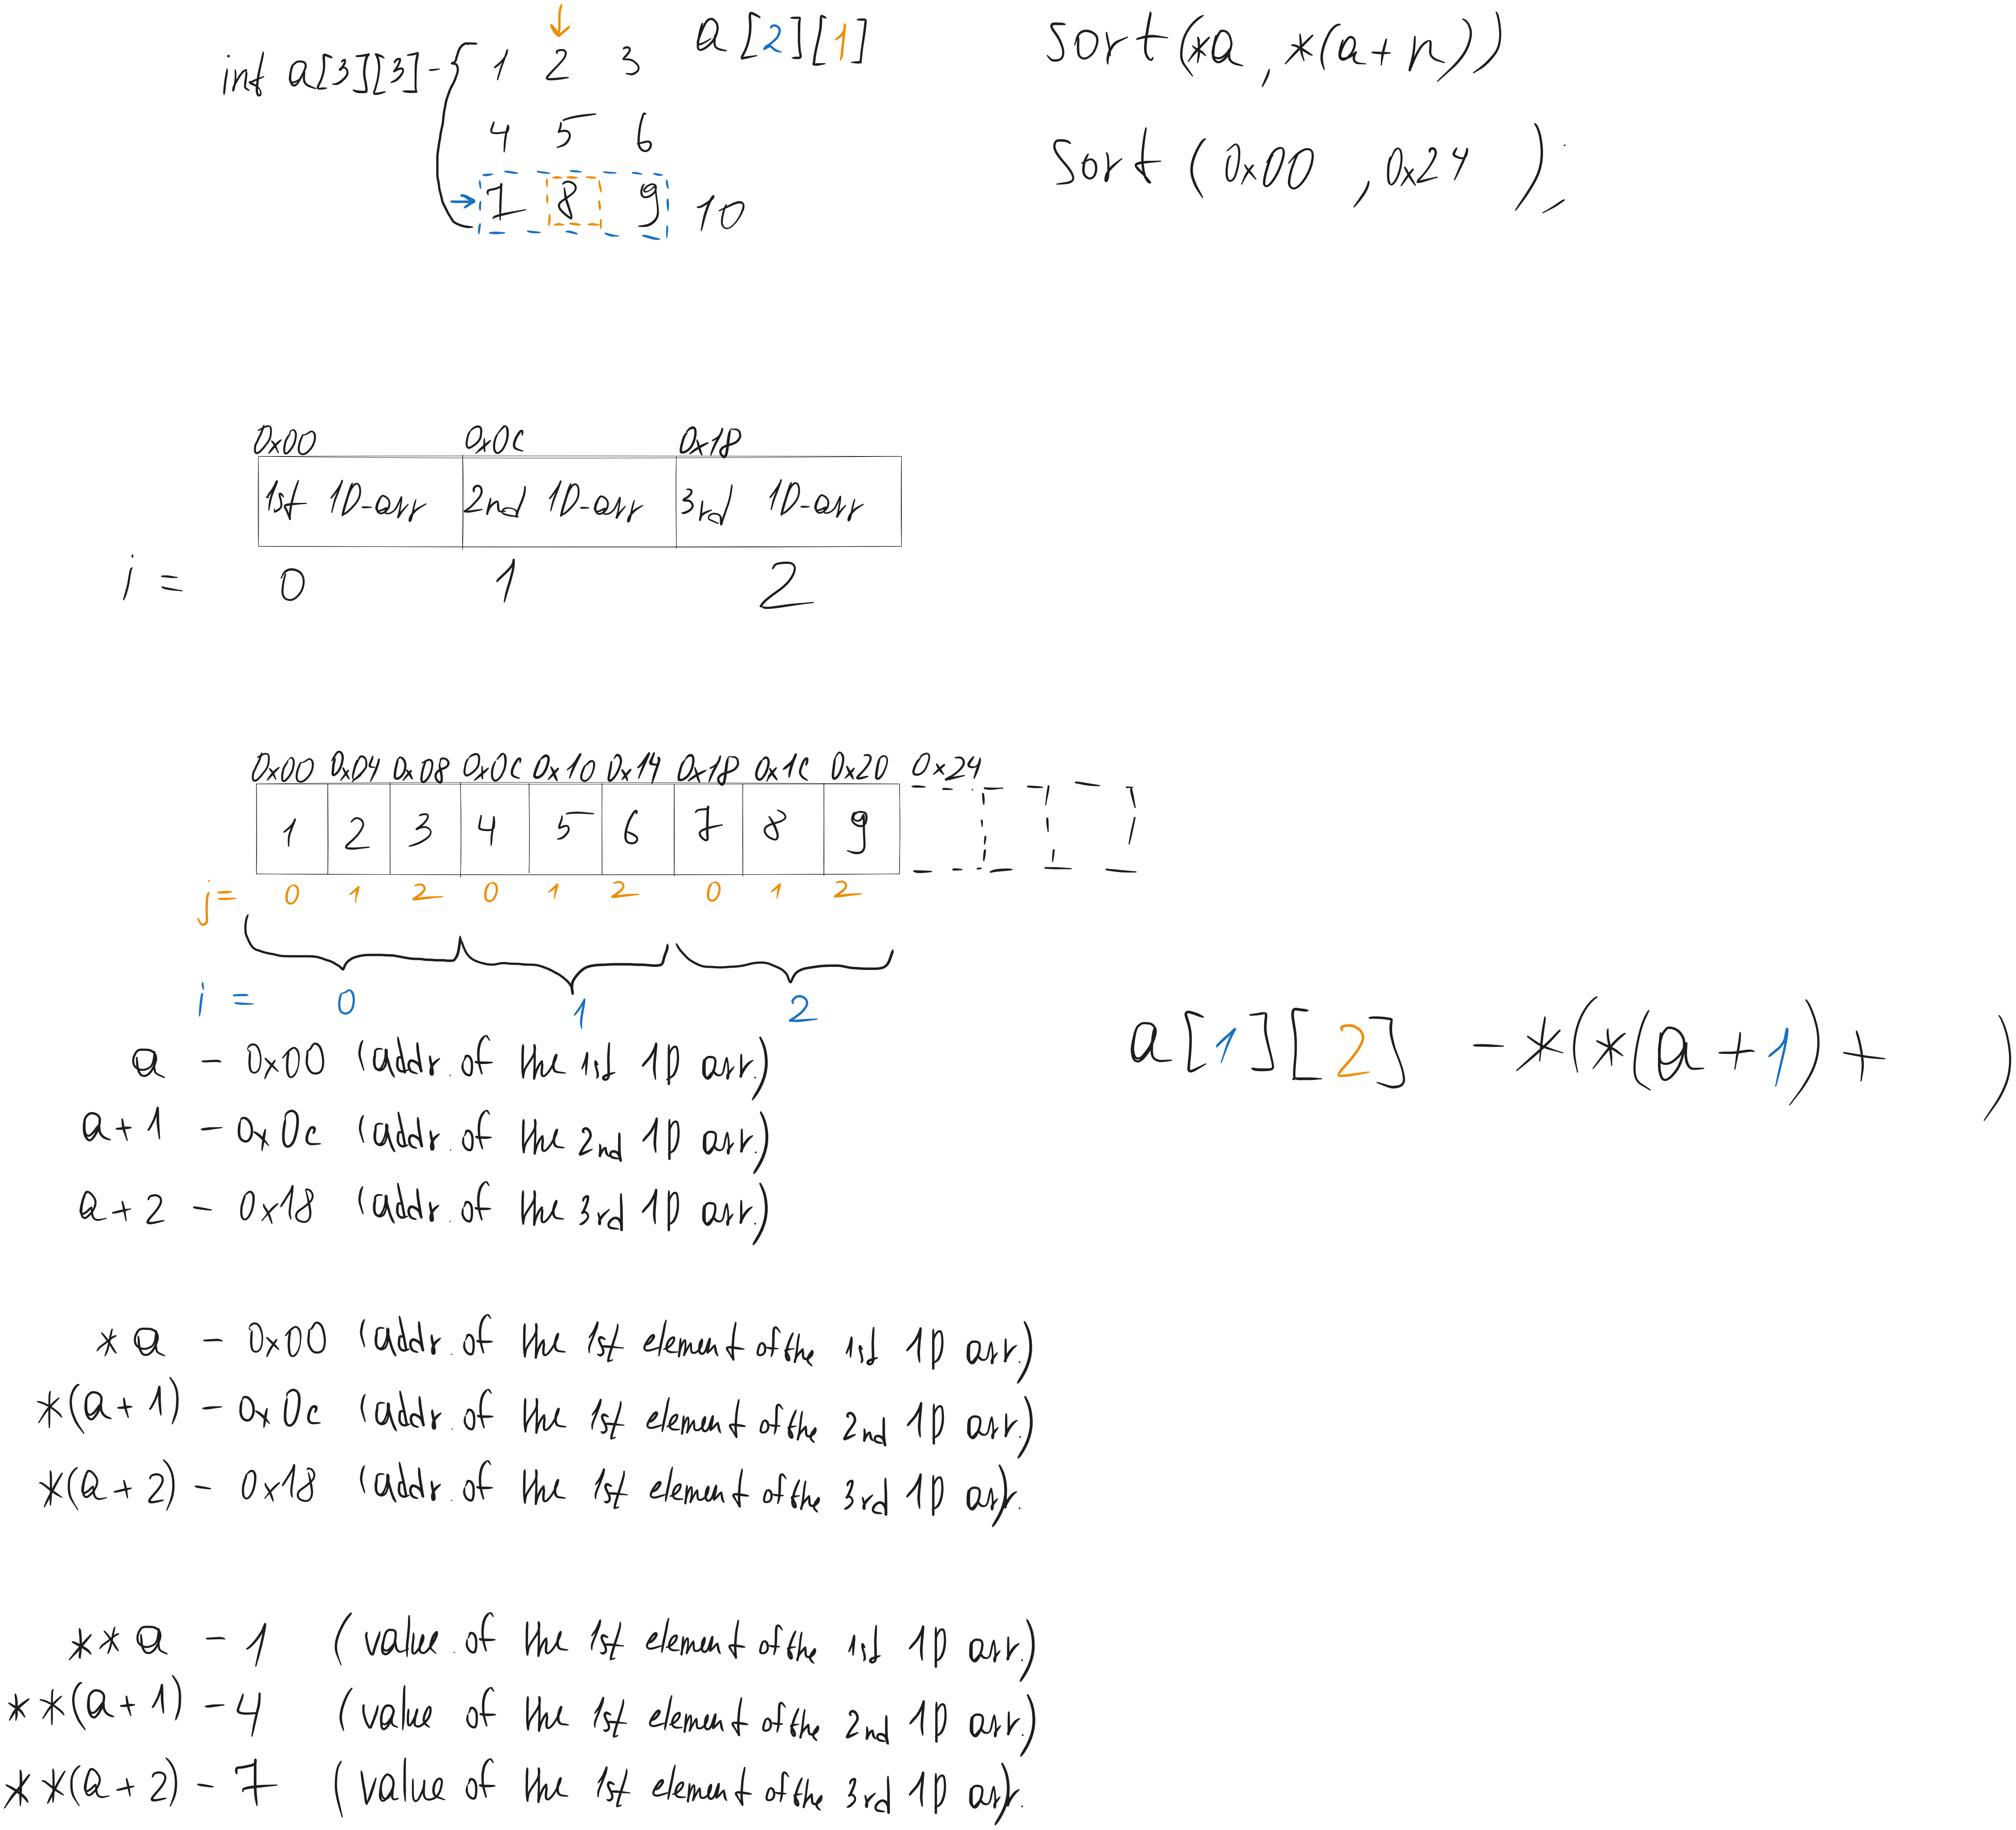 int a[3][3] - { 1 2 3
4 5 6
7 8 9 10
a[2][1]
sort(*a, *(a+n))
sort(0x00, 0x24);
0x00 0x0c 0x18
1st 1D-arr 2nd 1D-arr 3rd 1D-arr
i = 0 1 2
0x00 0x04 0x08 0x0c 0x10 0x14 0x18 0x1c 0x20 0x24
1 2 3 4 5 6 7 8 9
j= 0 1 2 0 1 2 0 1 2
i = 0 1 2
a[1][2] - *(*(a+1)+ )
a - 0x00 (addr. of the 1st 1D arr.)
a+1 - 0x0c (addr. of the 2nd 1D arr.)
a+2 - 0x18 (addr. of the 3rd 1D arr.)
*a - 0x00 (addr. of the 1st element of the 1st 1D arr.)
*(a+1) - 0x0c (addr. of the 1st element of the 2nd 1D arr.)
*(a+2) - 0x18 (addr. of the 1st element of the 3rd 1D arr).
**a - 1 (value of the 1st element of the 1st 1D arr.)
**(a+1) - 4 (value of the 1st element of the 2nd 1D arr.)
**(a+2) - 7 (value of the 1st element of the 3rd 1D arr).